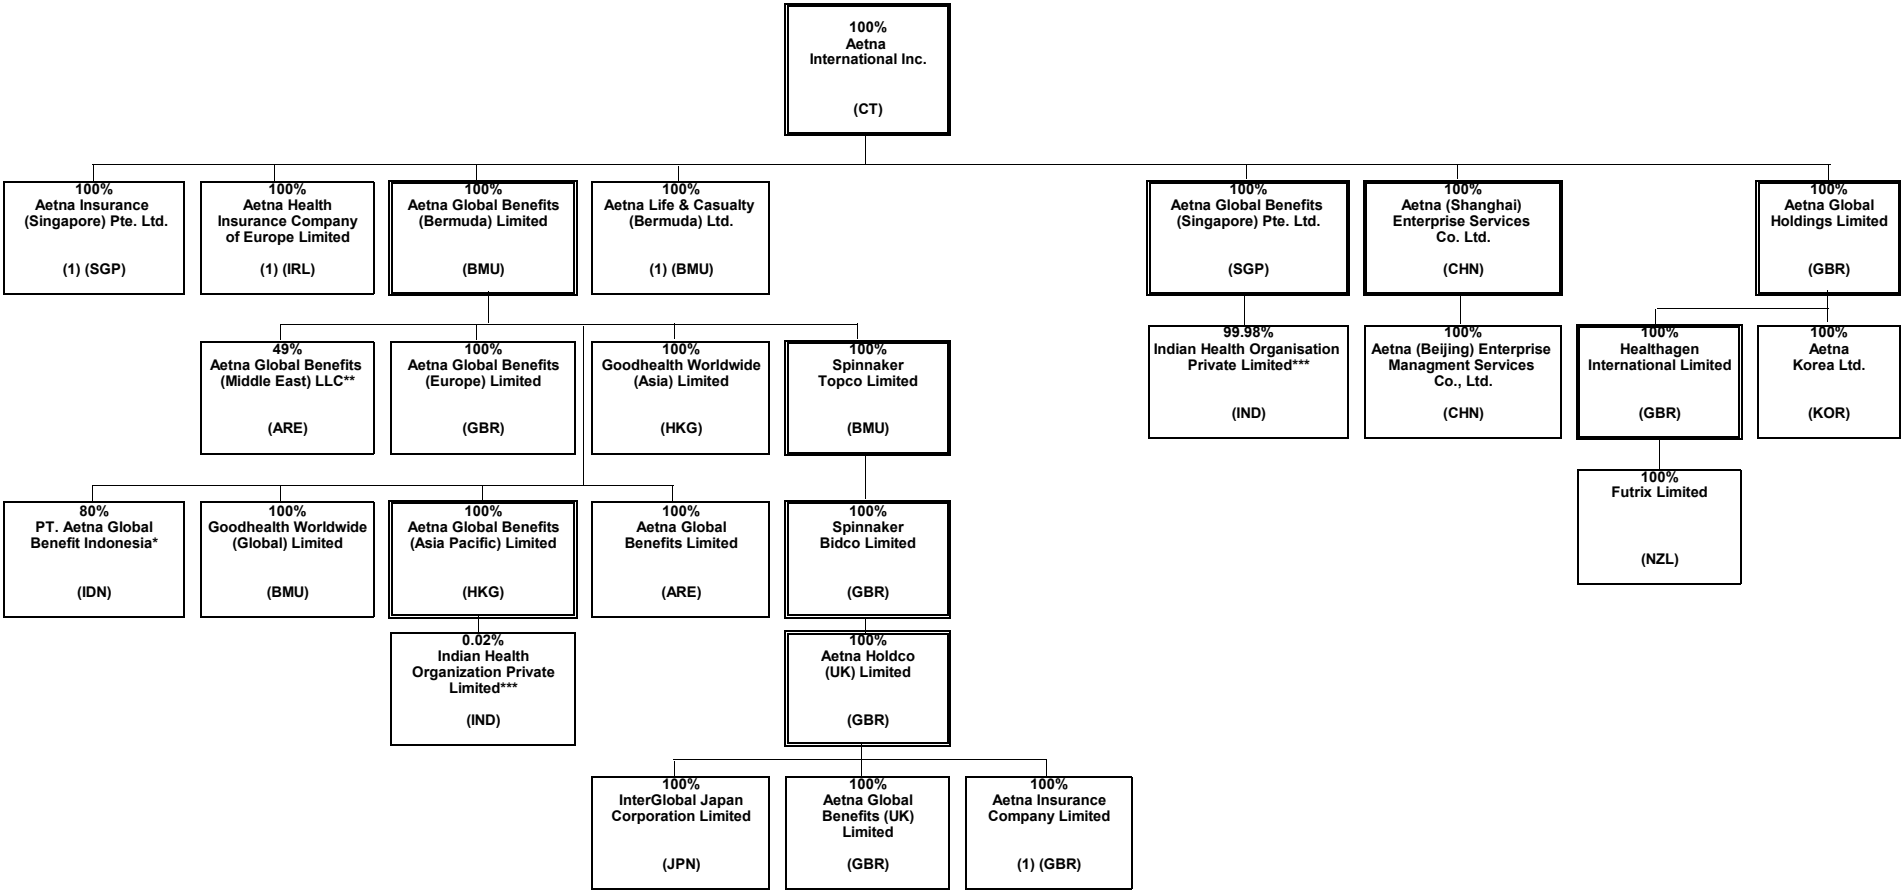 100%
Aetna
International Inc.
(CT)
100%
Aetna Insurance
(Singapore) Pte. Ltd.
(1) (SGP)
100%
Aetna Health
Insurance Company
of Europe Limited
(1) (IRL)
100%
Aetna Global Benefits
(Bermuda) Limited
(BMU)
100%
Aetna Life & Casualty
(Bermuda) Ltd.
(1) (BMU)
100%
Aetna Global Benefits
(Singapore) Pte. Ltd.
(SGP)
100%
Aetna (Shanghai)
Enterprise Services
Co. Ltd.
(CHN)
100%
Aetna Global
Holdings Limited
(GBR)
49%
Aetna Global Benefits
(Middle East) LLC**
(ARE)
100%
Aetna Global Benefits
(Europe) Limited
(GBR)
100%
Goodhealth Worldwide
(Asia) Limited
(HKG)
100%
Spinnaker
Topco Limited
(BMU)
99.98%
Indian Health Organisation
Private Limited***
(IND)
100%
Aetna (Beijing) Enterprise
Managment Services
Co., Ltd.
(CHN)
100%
Healthagen
International Limited
(GBR)
100%
Aetna
Korea Ltd.
(KOR)
100%
Futrix Limited
(NZL)
80%
PT. Aetna Global
Benefit Indonesia*
(IDN)
100%
Goodhealth Worldwide
(Global) Limited
(BMU)
100%
Aetna Global Benefits
(Asia Pacific) Limited
(HKG)
100%
Aetna Global
Benefits Limited
(ARE)
100%
Spinnaker
Bidco Limited
(GBR)
0.02%
Indian Health
Organization Private
Limited***
(IND)
100%
Aetna Holdco
(UK) Limited
(GBR)
100%
InterGlobal Japan
Corporation Limited
(JPN)
100%
Aetna Global
Benefits (UK)
Limited
(GBR)
100%
Aetna Insurance
Company Limited
(1) (GBR)